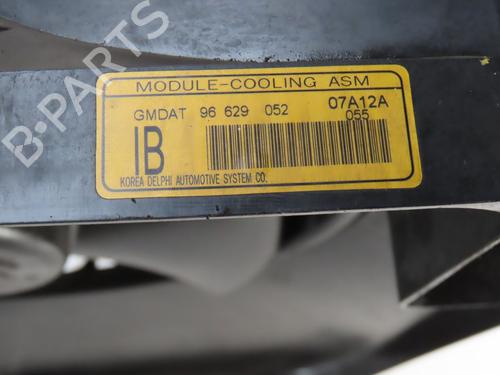 MODULE-COOLING ASM
GMDAT 96 629 052 07A12A
IB 055
KOREA DELPHI AUTOMOTIVE SYSTEM CO.
B-PARTS